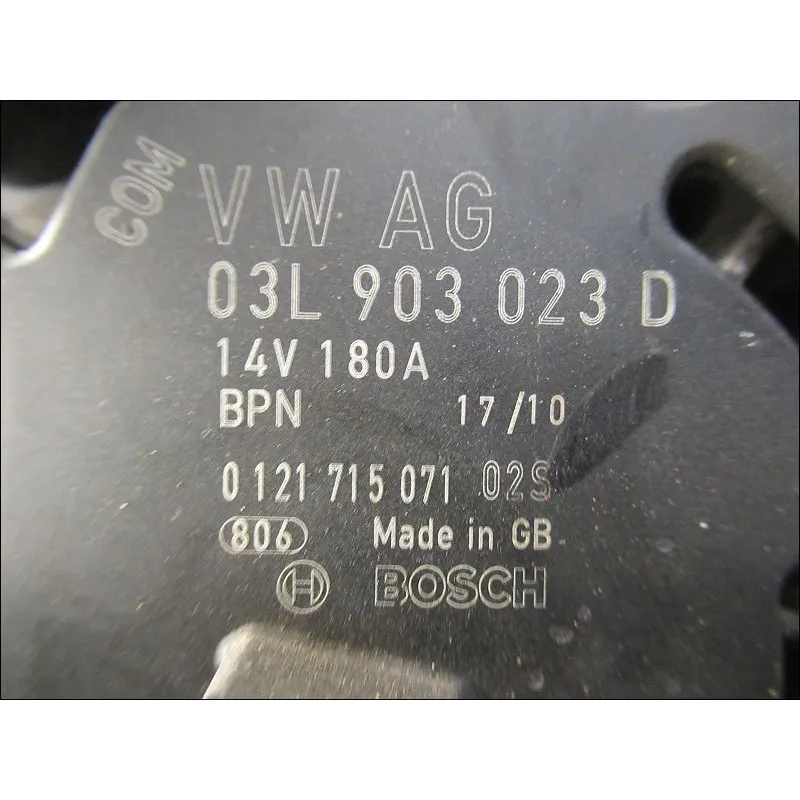 COM
VW AG
03L 903 023 D
14V 180A
BPN 17/10
0 121 715 071 02S
806 Made in GB
BOSCH